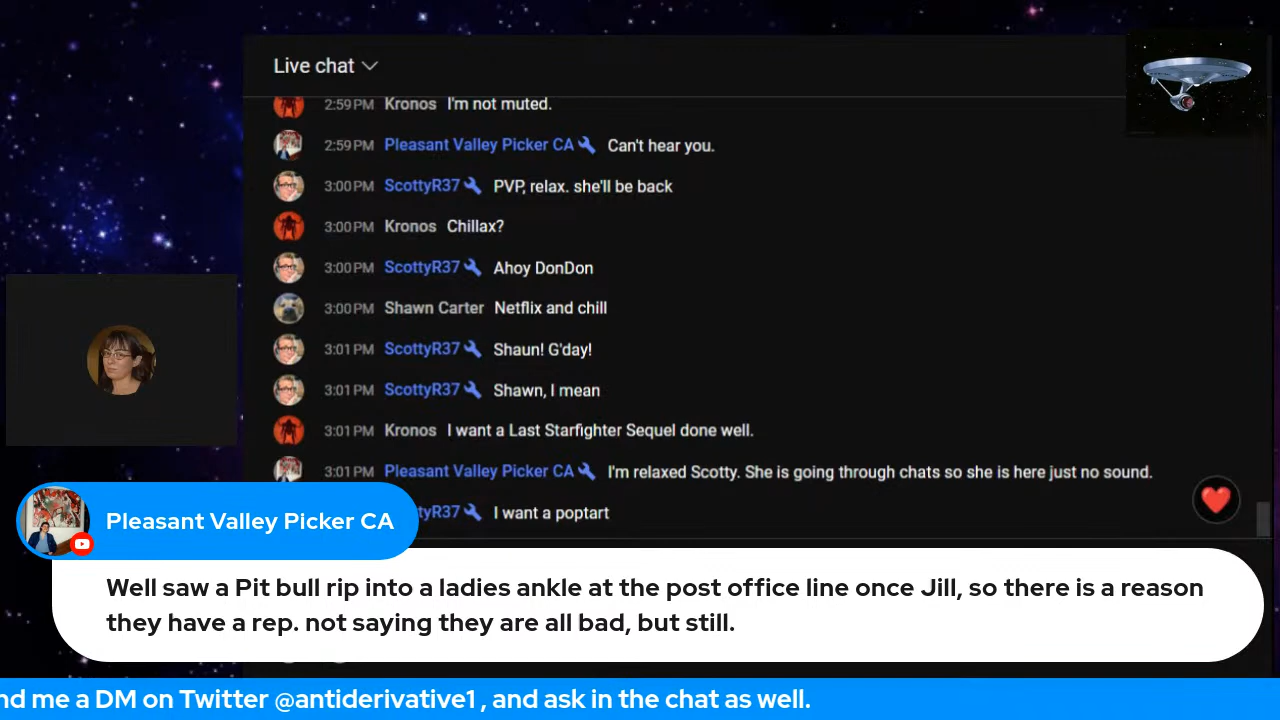 Live chat
2:59 PM Kronos I'm not muted.
2:59 PM Pleasant Valley Picker CA Can't hear you.
3:00 PM ScottyR37 PVP, relax. she'll be back
3:00 PM Kronos Chillax?
3:00 PM ScottyR37 Ahoy DonDon
3:00 PM Shawn Carter Netflix and chill
3:01 PM ScottyR37 Shaun! G'day!
3:01 PM ScottyR37 Shawn, I mean
3:01 PM Kronos I want a Last Starfighter Sequel done well.
3:01 PM Pleasant Valley Picker CA I'm relaxed Scotty. She is going through chats so she is here just no sound.
tyR37 I want a poptart
Pleasant Valley Picker CA
Well saw a Pit bull rip into a ladies ankle at the post office line once Jill, so there is a reason
they have a rep. not saying they are all bad, but still.
nd me a DM on Twitter @antiderivative1 , and ask in the chat as well.